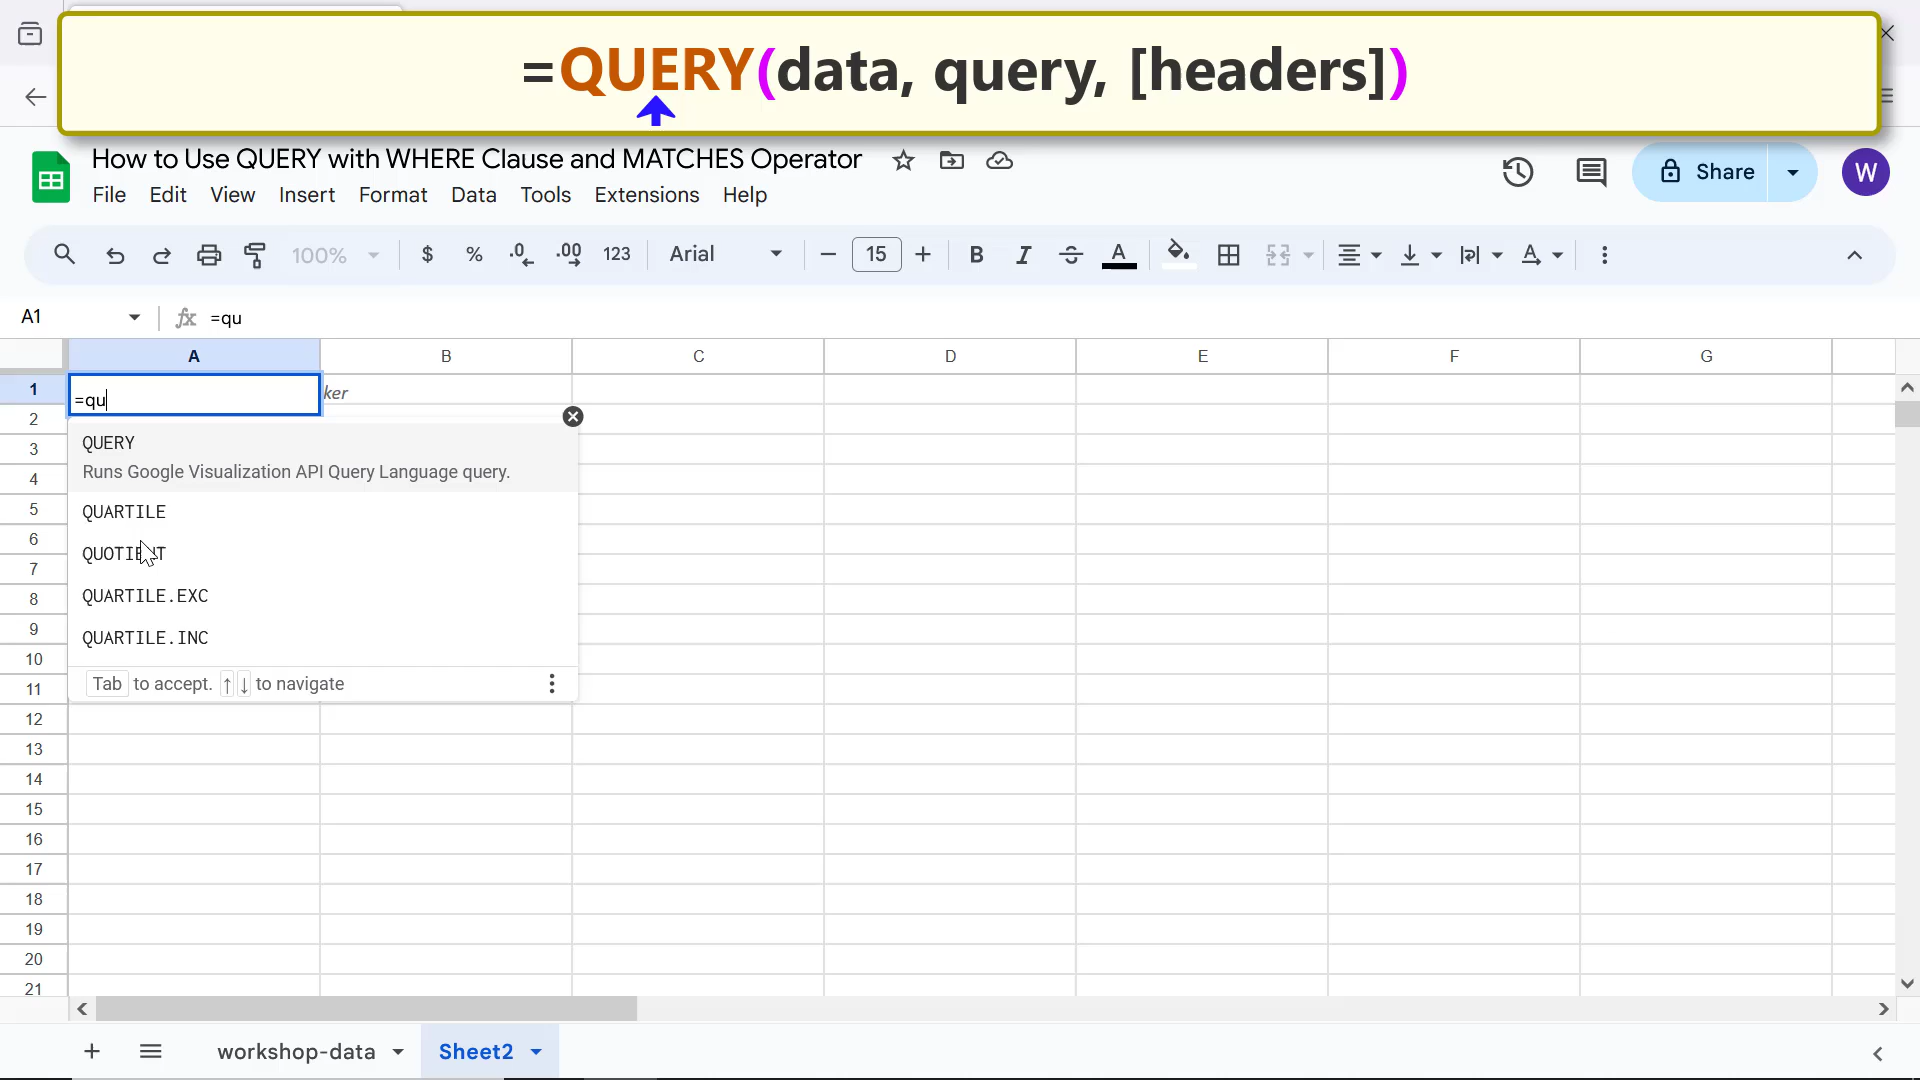 =QUERY(data, query, [headers])
How to Use QUERY with WHERE Clause and MATCHES Operator
Share
W
File Edit View Insert Format Data Tools Extensions Help
100% $ % .0 .00 123 Arial 15 B I S A A
A1 fx =qu
A B C D E F G
1 =qu ker
2
QUERY
3
Runs Google Visualization API Query Language query.
4
5 QUARTILE
6
7
8 QUARTILE.EXC
9 QUARTILE.INC
10
11 Tab to accept. ↑ ↓ to navigate
12
13
14
15
16
17
18
19
20
21
workshop-data Sheet2